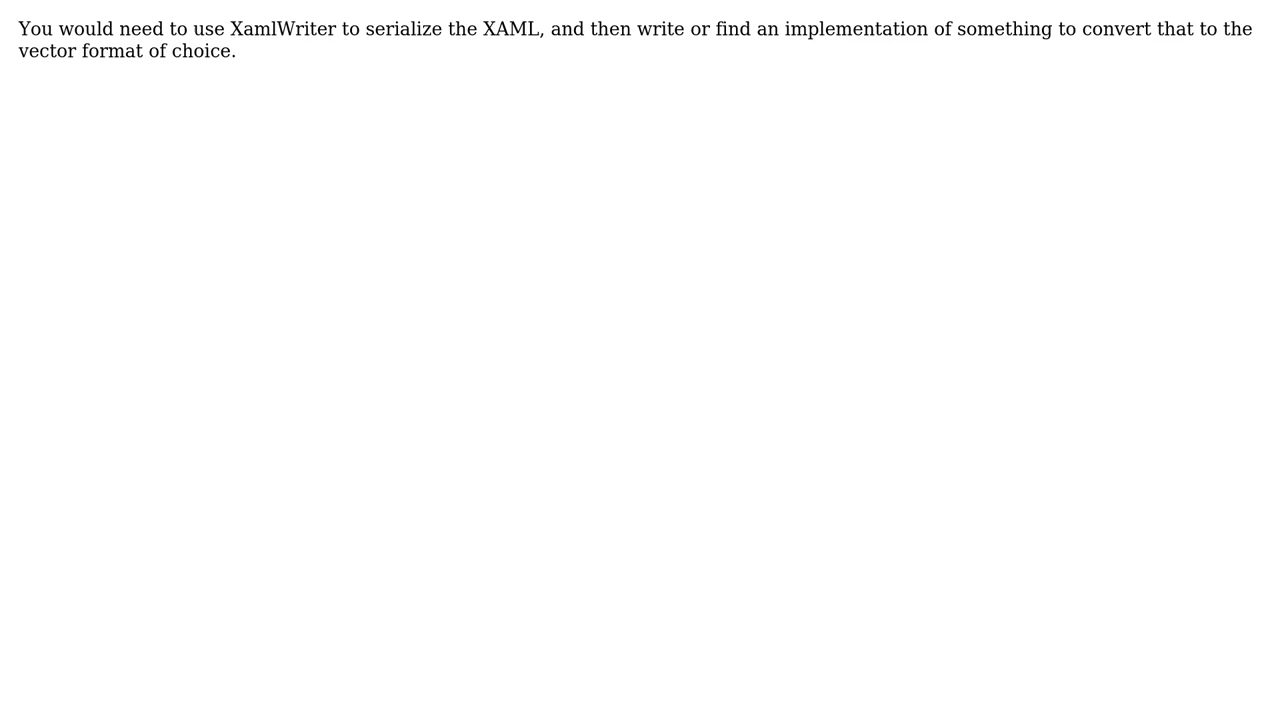 You would need to use XamlWriter to serialize the XAML, and then write or find an implementation of something to convert that to the
vector format of choice.